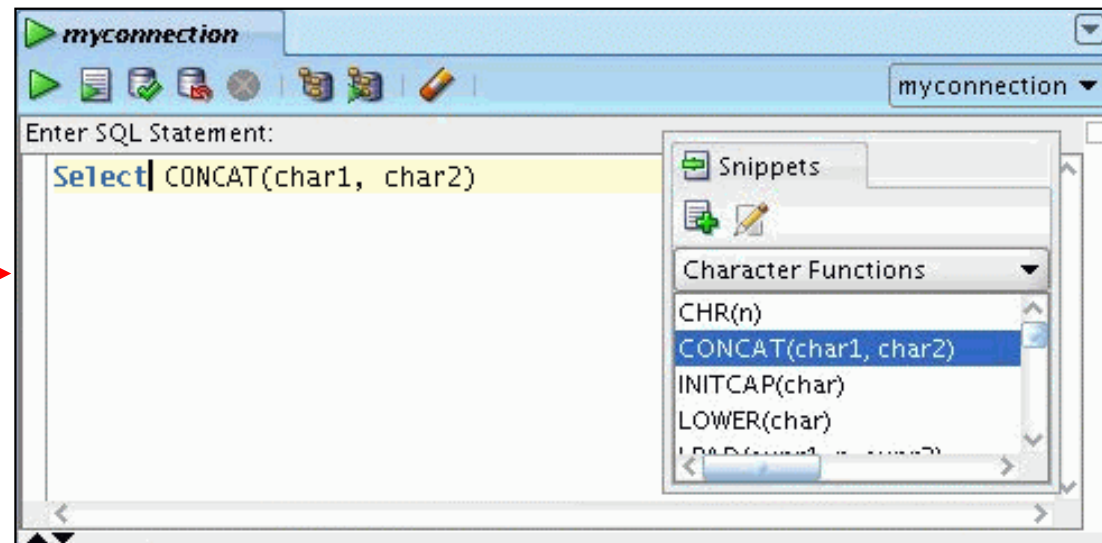 myconnection
myconnection
Enter SQL Statement:
Select CONCAT(char1, char2)
Snippets
Character Functions
CHR(n)
CONCAT(char1, char2)
INITCAP(char)
LOWER(char)